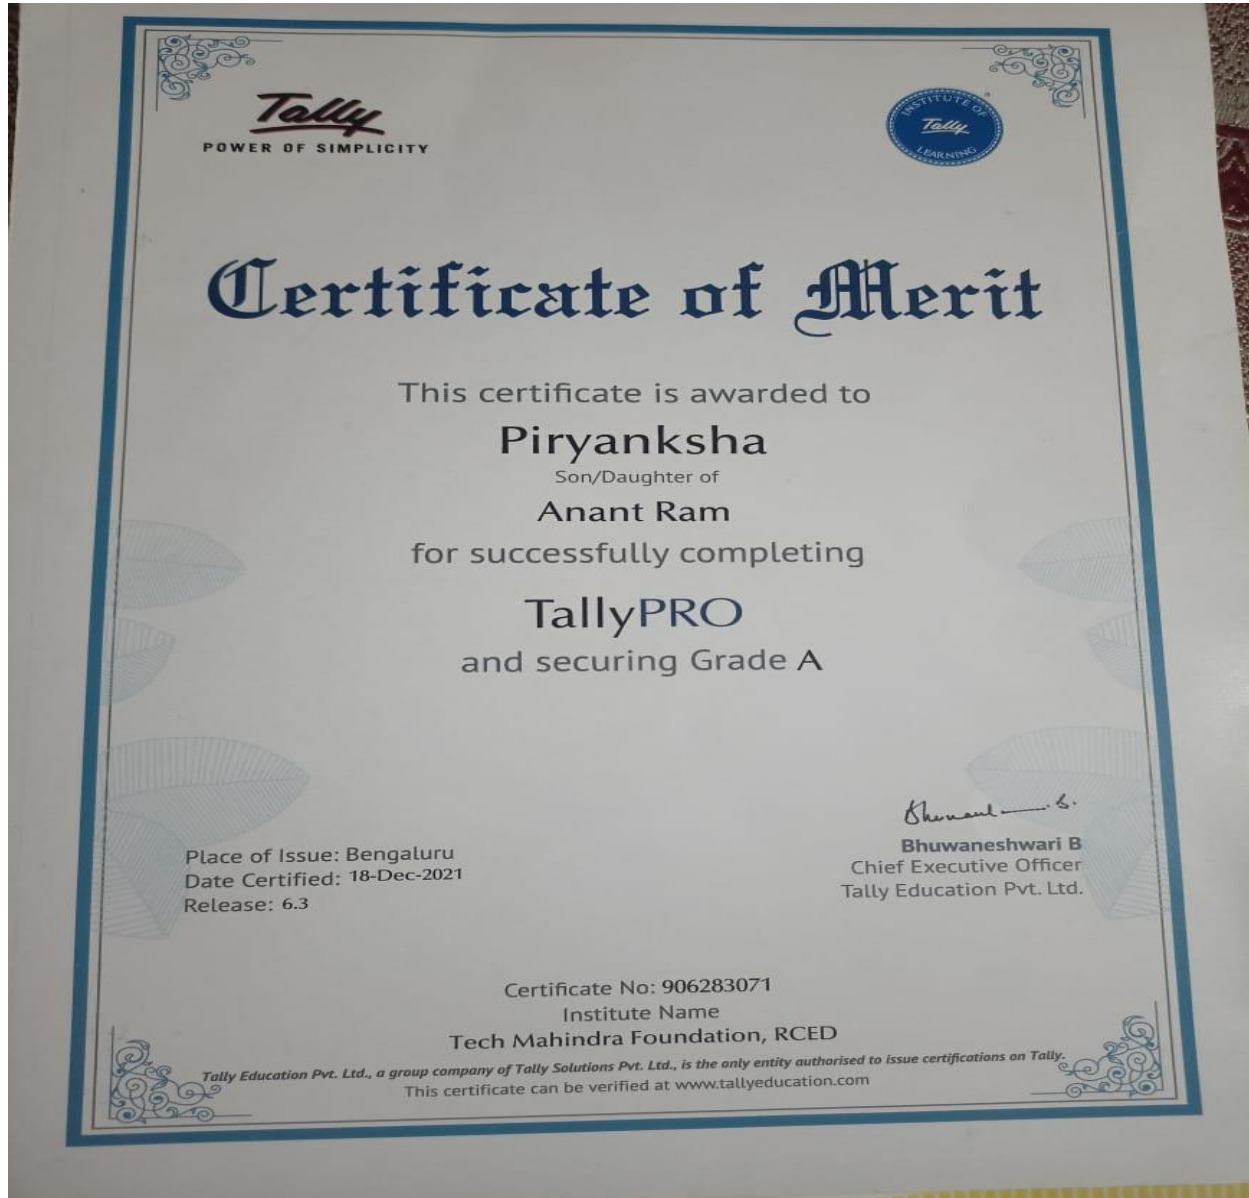 Tally
POWER OF SIMPLICITY
INSTITUTE OF
Tally
LEARNING
Certificate of Merit
This certificate is awarded to
Piryanksha
Son/Daughter of
Anant Ram
for successfully completing
TallyPRO
and securing Grade A
Place of Issue: Bengaluru
Date Certified: 18-Dec-2021
Release: 6.3
Bhuwaneshwari B
Chief Executive Officer
Tally Education Pvt. Ltd.
Certificate No: 906283071
Institute Name
Tech Mahindra Foundation, RCED
Tally Education Pvt. Ltd., a group company of Tally Solutions Pvt. Ltd., is the only entity authorised to issue certifications on Tally.
This certificate can be verified at www.tallyeducation.com